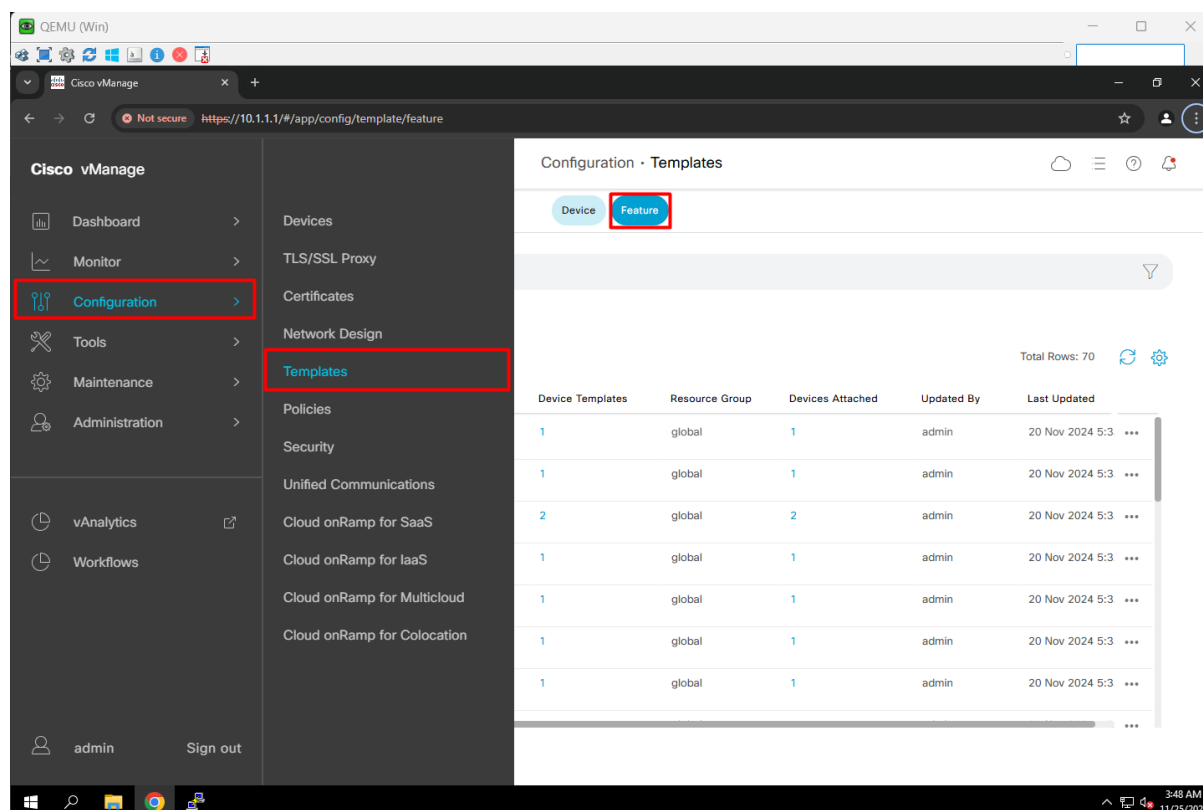 QEMU (Win)
Cisco vManage
Not secure https://10.1.1.1/#/app/config/template/feature
Cisco vManage
Dashboard
Monitor
Configuration
Tools
Maintenance
Administration
vAnalytics
Workflows
admin Sign out
Devices
TLS/SSL Proxy
Certificates
Network Design
Templates
Policies
Security
Unified Communications
Cloud onRamp for SaaS
Cloud onRamp for IaaS
Cloud onRamp for Multicloud
Cloud onRamp for Colocation
Configuration · Templates
Device Feature
Total Rows: 70
Device Templates Resource Group Devices Attached Updated By Last Updated
1 global 1 admin 20 Nov 2024 5:3
1 global 1 admin 20 Nov 2024 5:3
2 global 2 admin 20 Nov 2024 5:3
1 global 1 admin 20 Nov 2024 5:3
1 global 1 admin 20 Nov 2024 5:3
1 global 1 admin 20 Nov 2024 5:3
1 global 1 admin 20 Nov 2024 5:3
3:48 AM